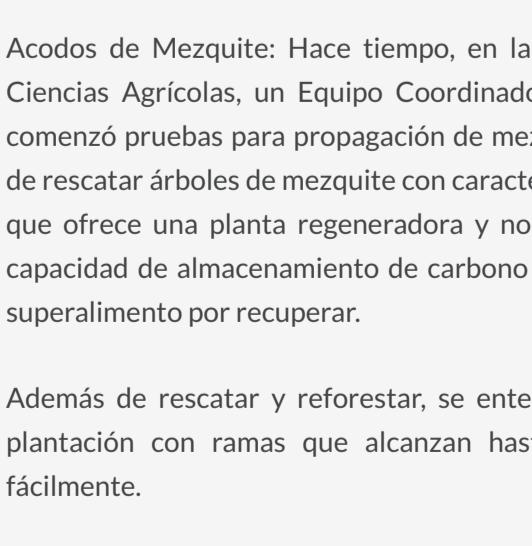 Acodos de Mezquite: Hace tiempo, en la
Ciencias Agrícolas, un Equipo
comenzó pruebas para propagación de
de rescatar árboles de mezquite con
que ofrece una planta regeneradora y no
capacidad de almacenamiento de carbono
superalimento por recuperar.
Además de rescatar y reforestar, se
plantación con ramas que alcanzan
fácilmente.